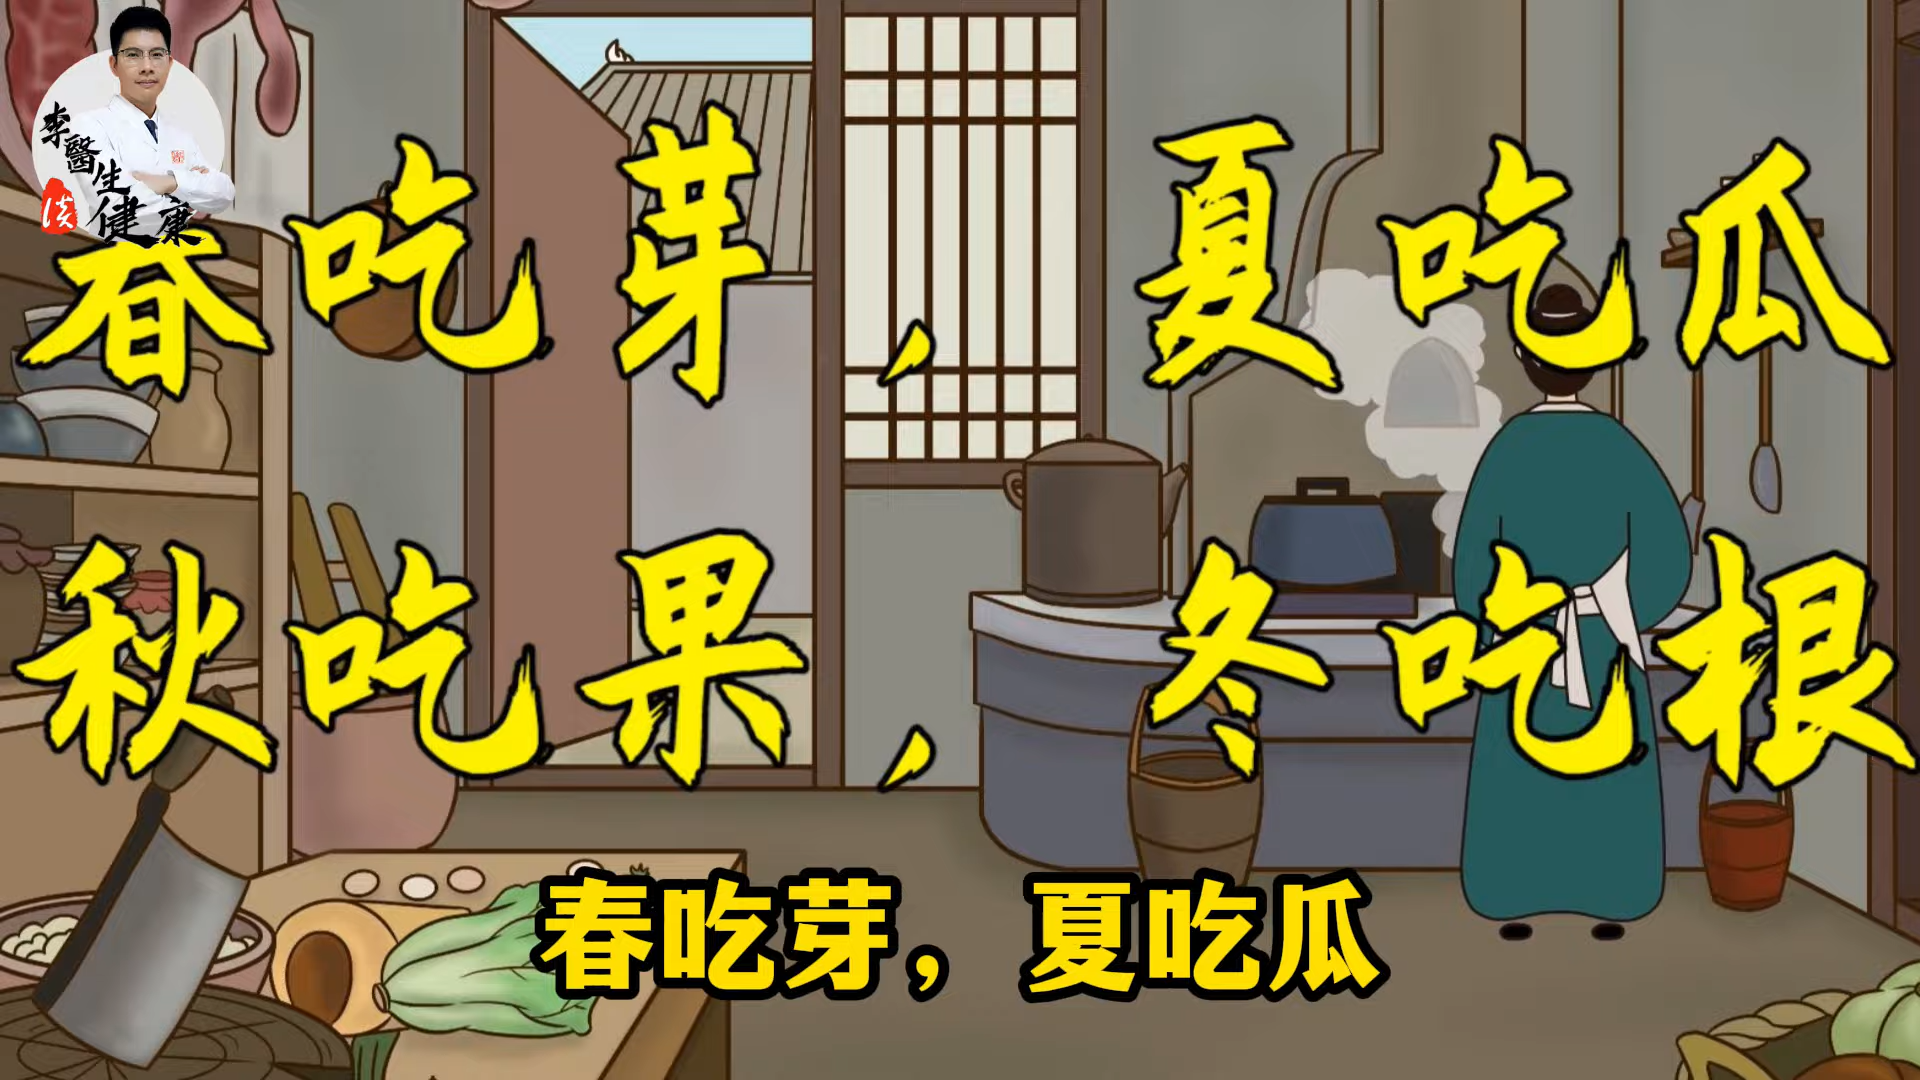 李醫生
谈健康
春吃芽，夏吃瓜
秋吃果，冬吃根
春吃芽，夏吃瓜